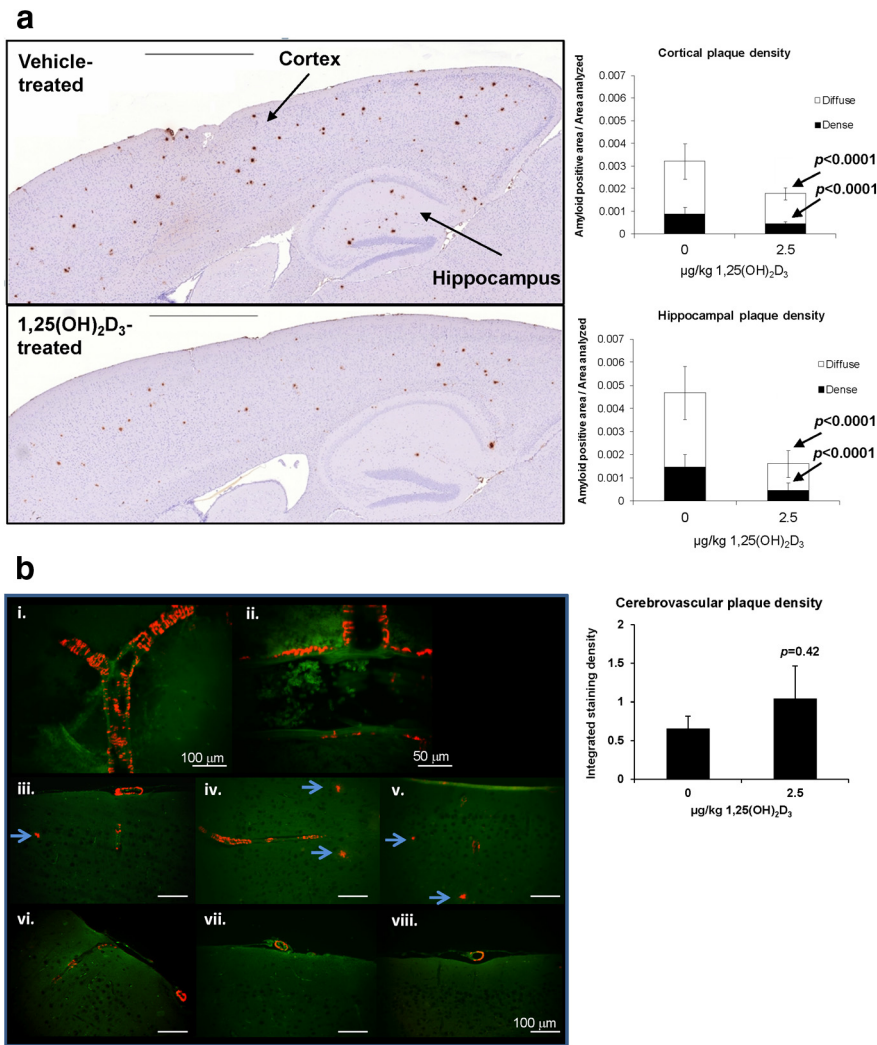 a
Vehicle-
treated
Cortex
Hippocampus
1,25(OH)₂D₃-
treated
Cortical plaque density
Amyloid positive area / Area analyzed
0.007
0.006
0.005
0.004
0.003
0.002
0.001
0
Diffuse
Dense
p<0.0001
p<0.0001
0 2.5
µg/kg 1,25(OH)₂D₃
Hippocampal plaque density
Amyloid positive area / Area analyzed
0.007
0.006
0.005
0.004
0.003
0.002
0.001
0
Diffuse
Dense
p<0.0001
p<0.0001
0 2.5
µg/kg 1,25(OH)₂D₃
b
i.
100 µm
ii.
50 µm
iii.
iv.
v.
vi.
vii.
viii.
100 µm
Cerebrovascular plaque density
Integrated staining density
2
1.5
1
0.5
0
p=0.42
0 2.5
µg/kg 1,25(OH)₂D₃